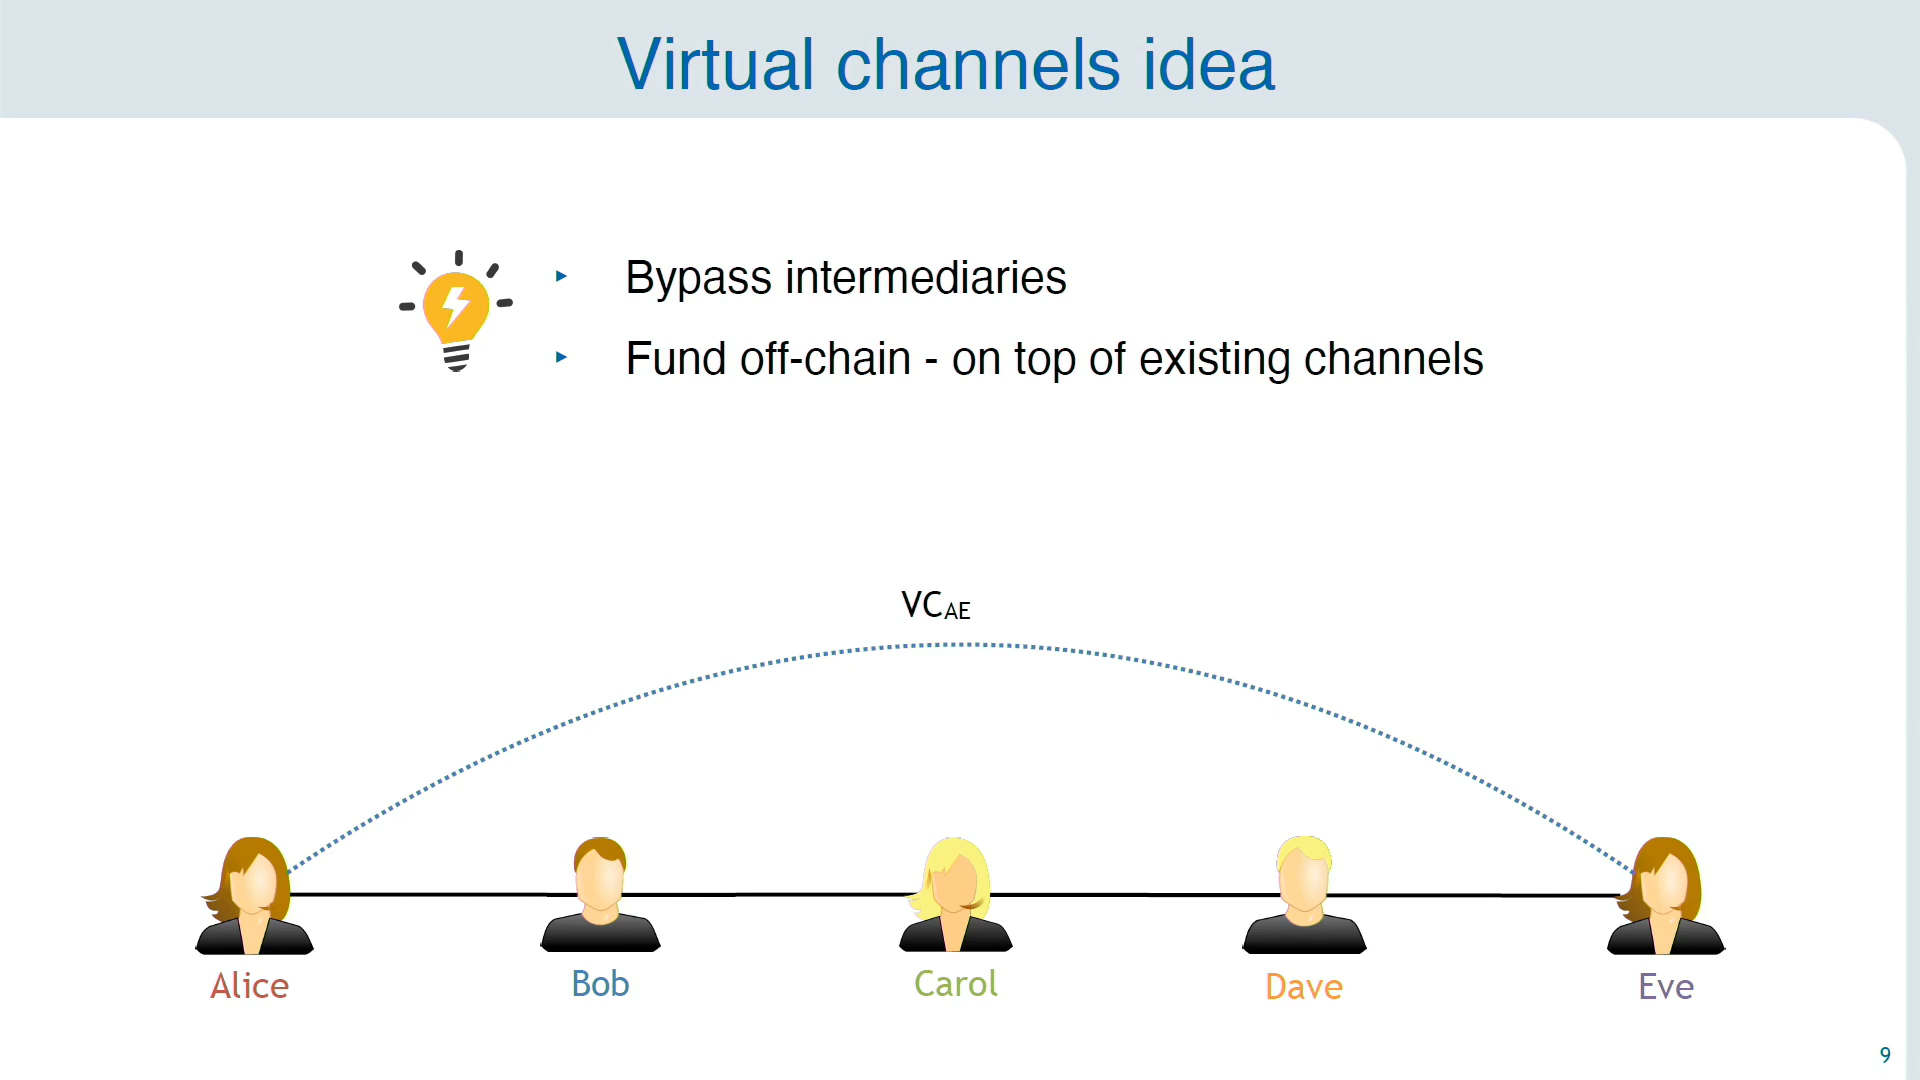 Virtual channels idea
▸ Bypass intermediaries
▸ Fund off-chain - on top of existing channels
VCAE
Alice Bob Carol Dave Eve
9